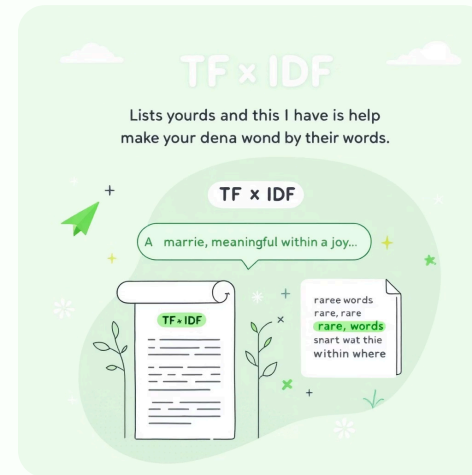 TF x IDF
Lists yourds and this I have is help
make your dena wond by their words.
TF x IDF
A marrie, meaningful within a joy...
TF x IDF
raree words
rare, rare
rare, words
snart wat thie
within where